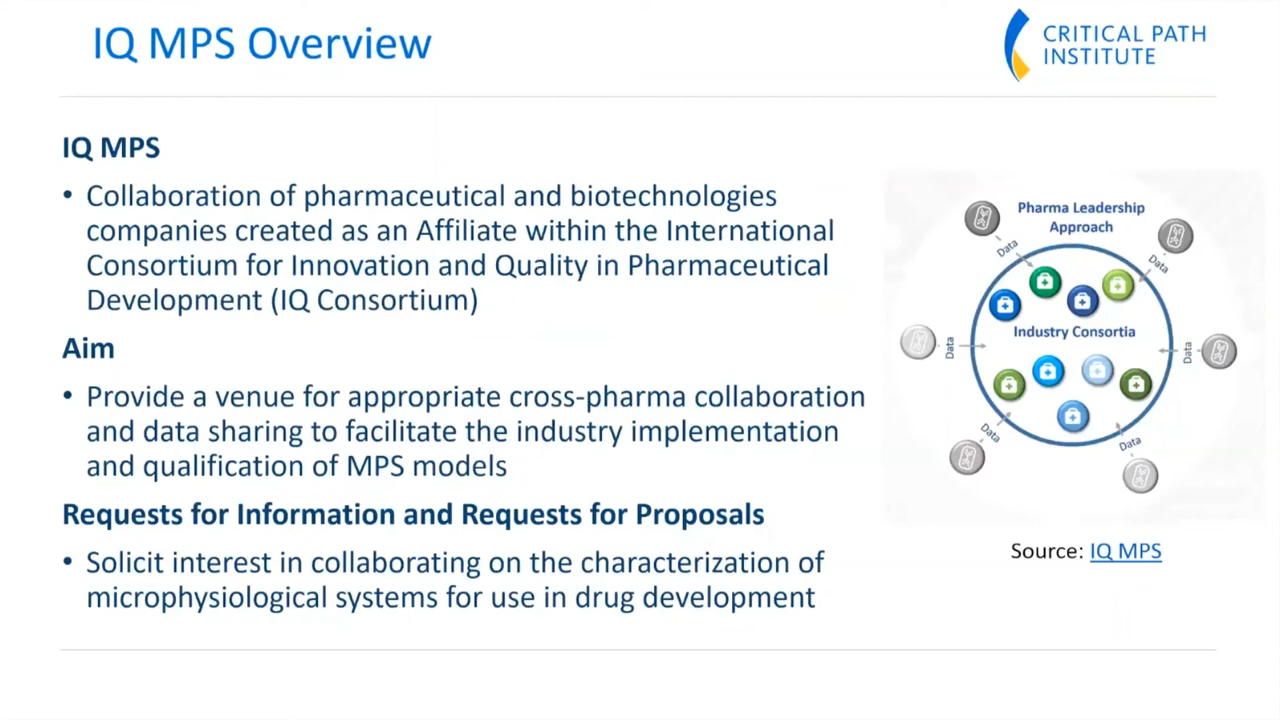 IQ MPS Overview
CRITICAL PATH
INSTITUTE
IQ MPS
• Collaboration of pharmaceutical and biotechnologies
companies created as an Affiliate within the International
Consortium for Innovation and Quality in Pharmaceutical
Development (IQ Consortium)
Aim
• Provide a venue for appropriate cross-pharma collaboration
and data sharing to facilitate the industry implementation
and qualification of MPS models
Requests for Information and Requests for Proposals
• Solicit interest in collaborating on the characterization of
microphysiological systems for use in drug development
Pharma Leadership
Approach
Data
Data
Industry Consortia
Data
Data
Data
Data
Source: IQ MPS